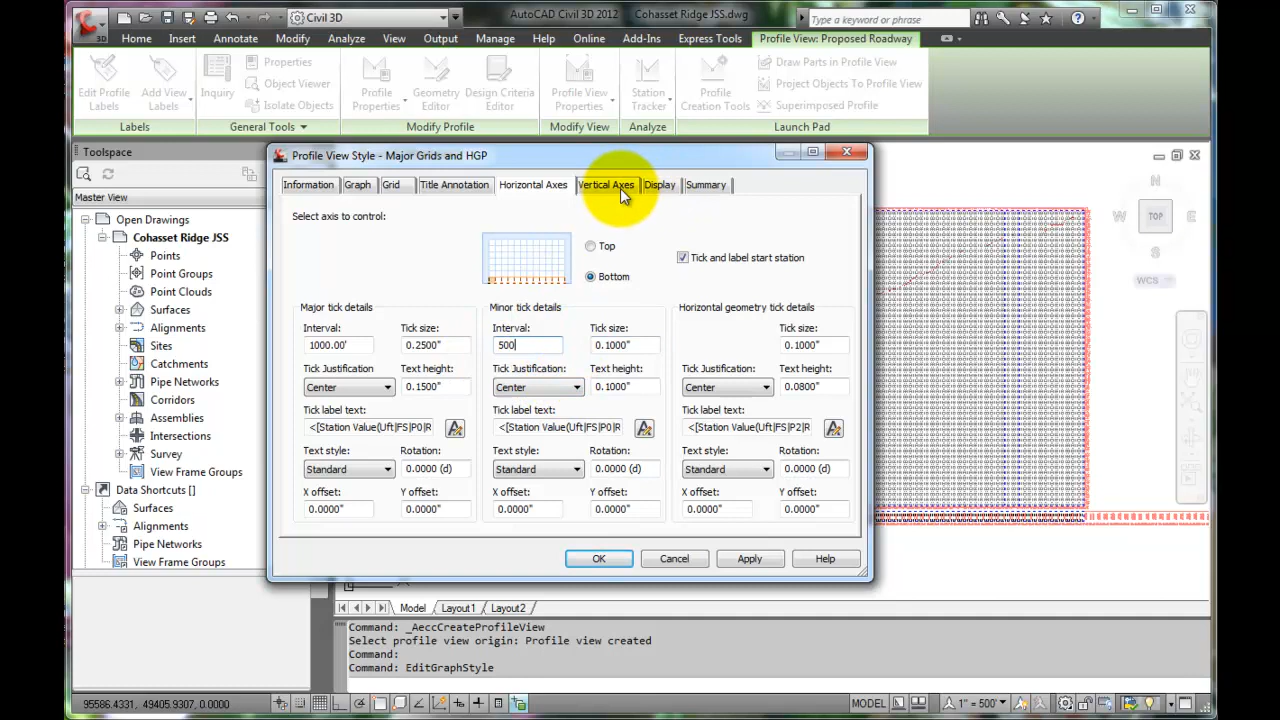 Civil 3D
AutoCAD Civil 3D 2012
Cohasset Ridge JSS.dwg
Type a keyword or phrase
3D
Home
Insert
Annotate
Modify
Analyze
View
Output
Manage
Help
Online
Add-Ins
Express Tools
Profile View: Proposed Roadway
Edit Profile Labels
Add View Labels
Inquiry
Properties
Object Viewer
Isolate Objects
Profile Properties
Geometry Editor
Design Criteria Editor
Profile View Properties
Station Tracker
Profile Creation Tools
Draw Parts in Profile View
Project Objects To Profile View
Superimposed Profile
Labels
General Tools
Modify Profile
Modify View
Analyze
Launch Pad
Toolspace
Master View
Open Drawings
Cohasset Ridge JSS
Points
Point Groups
Point Clouds
Surfaces
Alignments
Sites
Catchments
Pipe Networks
Corridors
Assemblies
Intersections
Survey
View Frame Groups
Data Shortcuts []
Surfaces
Alignments
Pipe Networks
View Frame Groups
Profile View Style - Major Grids and HGP
Information
Graph
Grid
Title Annotation
Horizontal Axes
Vertical Axes
Display
Summary
Select axis to control:
Top
Bottom
Tick and label start station
Major tick details
Interval: Tick size:
1000.00' 0.2500"
Tick Justification Text height:
Center 0.1500"
Tick label text:
<[Station Value(Uft|FS|P0|R
Text style: Rotation:
Standard 0.0000 (d)
X offset: Y offset:
0.0000" 0.0000"
Minor tick details
Interval: Tick size:
500 0.1000"
Tick Justification: Text height:
Center 0.1000"
Tick label text:
<[Station Value(Uft|FS|P0|R
Text style: Rotation:
Standard 0.0000 (d)
X offset: Y offset:
0.0000" 0.0000"
Horizontal geometry tick details
Tick size:
0.1000"
Tick Justification: Text height:
Center 0.0800"
Tick label text:
<[Station Value(Uft|FS|P2|R
Text style: Rotation:
Standard 0.0000 (d)
X offset: Y offset:
0.0000" 0.0000"
OK
Cancel
Apply
Help
N
W TOP E
S
WCS
Model
Layout1
Layout2
Command: _AeccCreateProfileView
Select profile view origin: Profile view created
Command:
Command: EditGraphStyle
95586.4331, 49405.9307, 0.0000
MODEL
1" = 500'